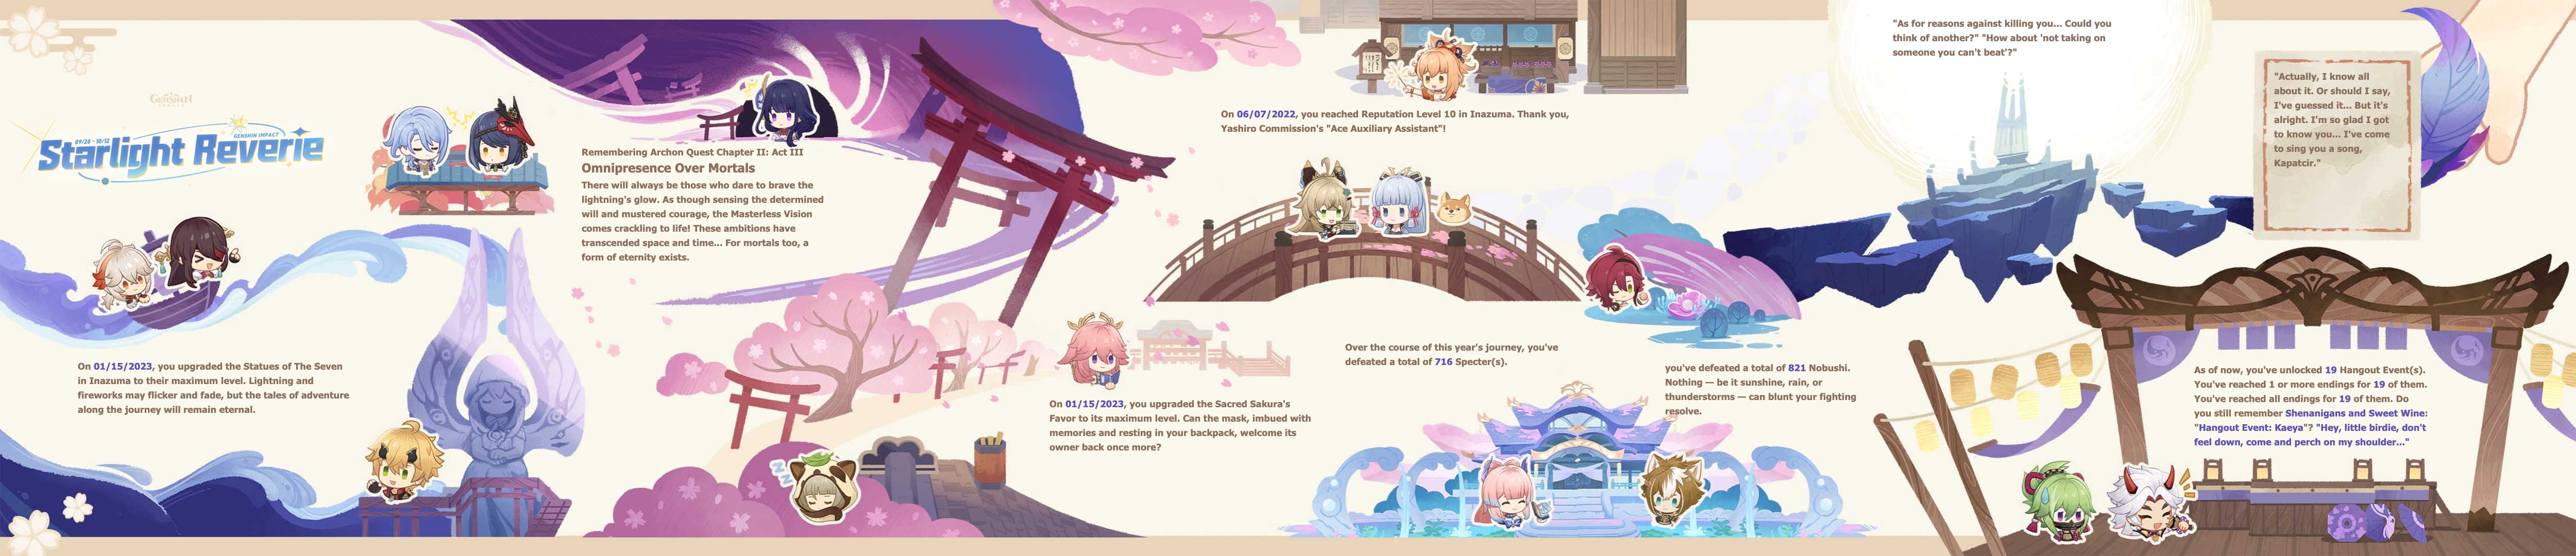 GENSHIN
IMPACT
09/28 - 10/12
GENSHIN IMPACT
Starlight Reverie
On 01/15/2023, you upgraded the Statues of The Seven
in Inazuma to their maximum level. Lightning and
fireworks may flicker and fade, but the tales of adventure
along the journey will remain eternal.
Remembering Archon Quest Chapter II: Act III
Omnipresence Over Mortals
There will always be those who dare to brave the
lightning's glow. As though sensing the determined
will and mustered courage, the Masterless Vision
comes crackling to life! These ambitions have
transcended space and time... For mortals too, a
form of eternity exists.
On 01/15/2023, you upgraded the Sacred Sakura's
Favor to its maximum level. Can the mask, imbued with
memories and resting in your backpack, welcome its
owner back once more?
On 06/07/2022, you reached Reputation Level 10 in Inazuma. Thank you,
Yashiro Commission's "Ace Auxiliary Assistant"!
Over the course of this year's journey, you've
defeated a total of 716 Specter(s).
you've defeated a total of 821 Nobushi.
Nothing — be it sunshine, rain, or
thunderstorms — can blunt your fighting
resolve.
"As for reasons against killing you... Could you
think of another?" "How about 'not taking on
someone you can't beat'?"
"Actually, I know all
about it. Or should I say,
I've guessed it... But it's
alright. I'm so glad I got
to know you... I've come
to sing you a song,
Kapatcir."
As of now, you've unlocked 19 Hangout Event(s).
You've reached 1 or more endings for 19 of them.
You've reached all endings for 19 of them. Do
you still remember Shenanigans and Sweet Wine:
"Hangout Event: Kaeya"? "Hey, little birdie, don't
feel down, come and perch on my shoulder..."